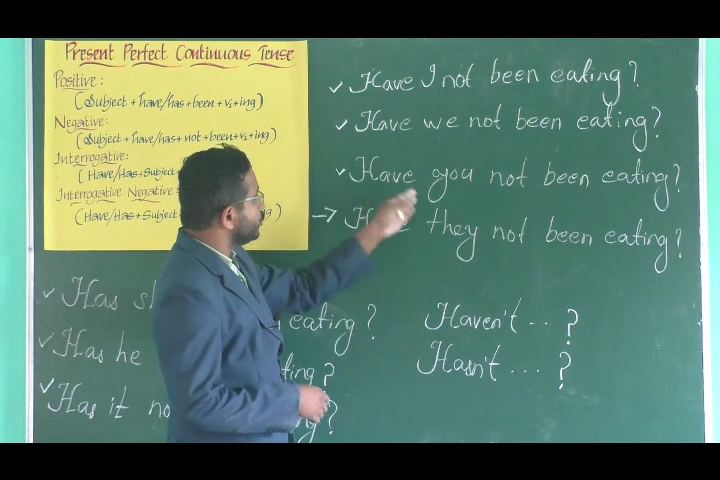 Present Perfect Continuous Tense
Positive:
(Subject + have/has + been + V₁ + ing)
Negative:
(Subject + have/has + not + been + V₁ + ing)
Interrogative:
(Have/Has + Subject
Interrogative Negative:
(Have/Has + Subject ing)
✓ Have I not been eating?
✓ Have we not been eating?
✓ Have you not been eating?
→ they not been eating?
✓ Has eating?
✓ Has he
✓ Has it
Haven't ... ?
Hasn't ... ?